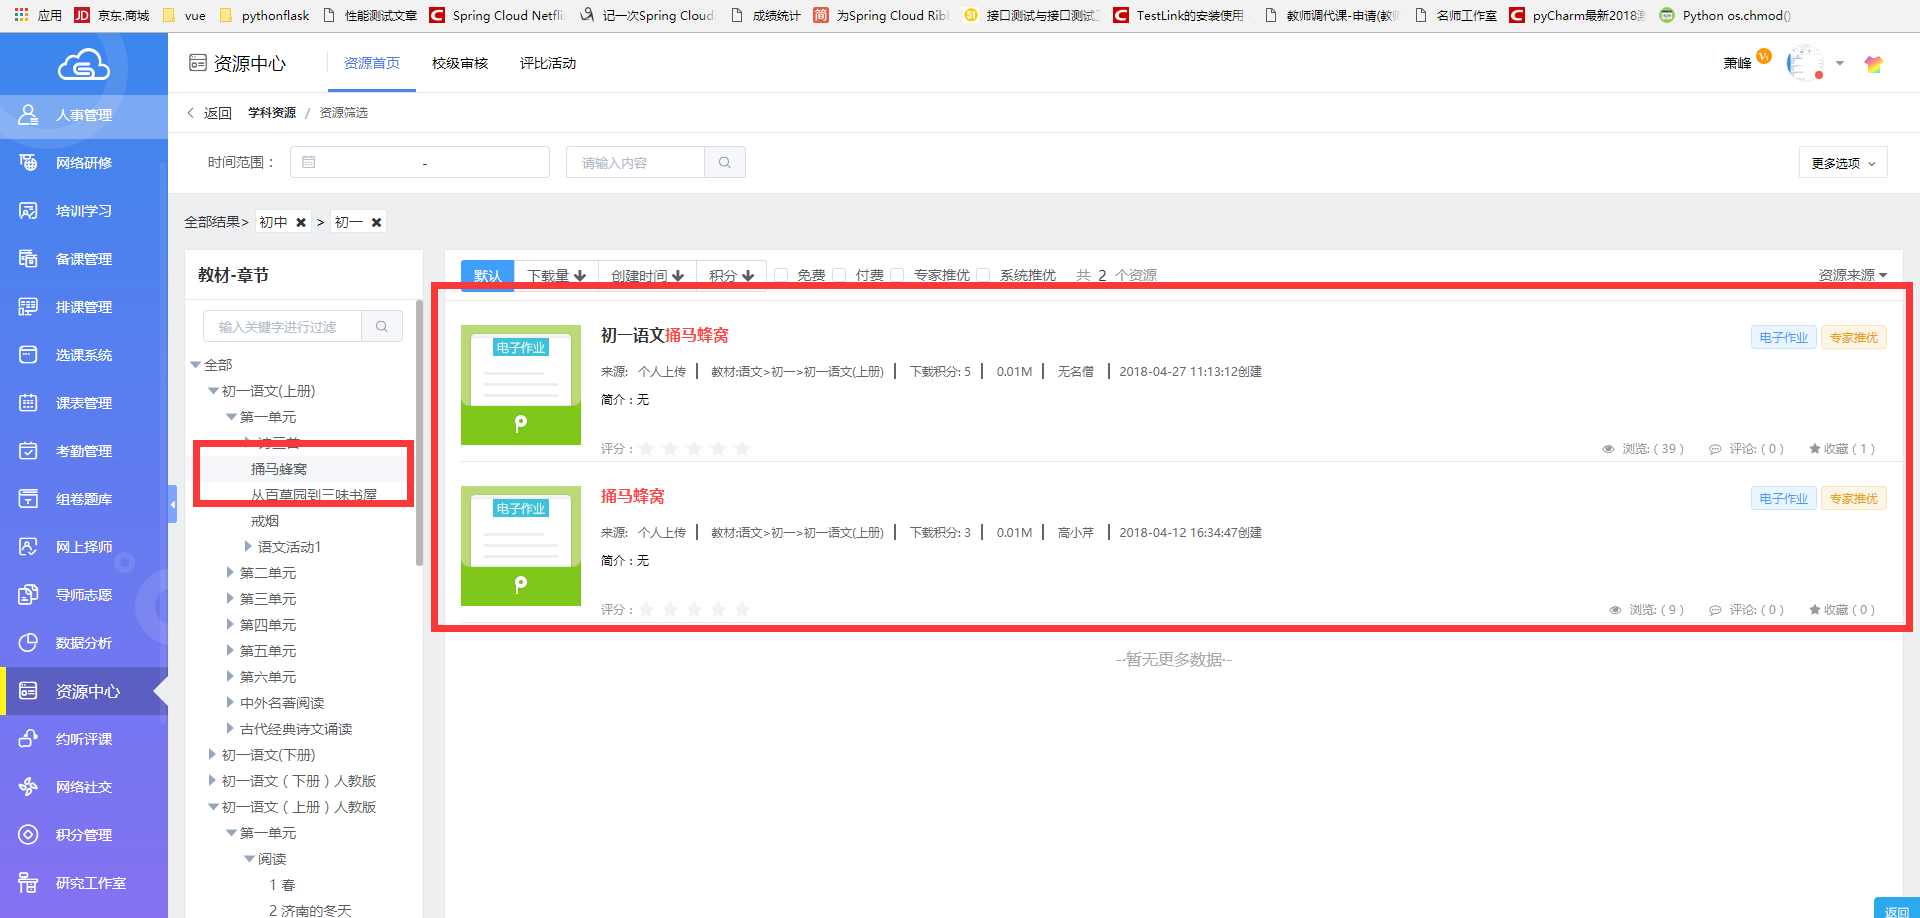 应用 京东.商城 vue pythonflask 性能测试文章 Spring Cloud Netfli 记一次Spring Cloud 成绩统计 为Spring Cloud Rib 接口测试与接口测试 TestLink的安装使用 教师调代课-申请(教师 名师工作室 pyCharm最新2018激 Python os.chmod()
资源中心 资源首页 校级审核 评比活动 萧峰
人事管理
网络研修
培训学习
备课管理
排课管理
选课系统
课表管理
考勤管理
组卷题库
网上择师
导师志愿
数据分析
资源中心
约听评课
网络社交
积分管理
研究工作室
返回 学科资源 / 资源筛选
时间范围： - 请输入内容 更多选项
全部结果> 初中 ✖ > 初一 ✖
教材-章节
输入关键字进行过滤
全部
初一语文(上册)
第一单元
诗三首
捅马蜂窝
从百草园到三味书屋
戒烟
语文活动1
第二单元
第三单元
第四单元
第五单元
第六单元
中外名著阅读
古代经典诗文诵读
初一语文(下册)
初一语文（下册）人教版
初一语文（上册）人教版
第一单元
阅读
1 春
2 济南的冬天
默认 下载量 创建时间 积分 免费 付费 专家推优 系统推优 共 2 个资源 资源来源
电子作业
初一语文捅马蜂窝 电子作业 专家推优
来源: 个人上传 | 教材:语文>初一>初一语文(上册) | 下载积分: 5 | 0.01M | 无名僧 | 2018-04-27 11:13:12创建
简介：无
评分： 浏览: ( 39 ) 评论: ( 0 ) 收藏 ( 1 )
电子作业
捅马蜂窝 电子作业 专家推优
来源: 个人上传 | 教材:语文>初一>初一语文(上册) | 下载积分: 3 | 0.01M | 高小芹 | 2018-04-12 16:34:47创建
简介：无
评分： 浏览: ( 9 ) 评论: ( 0 ) 收藏 ( 0 )
--暂无更多数据--
返回